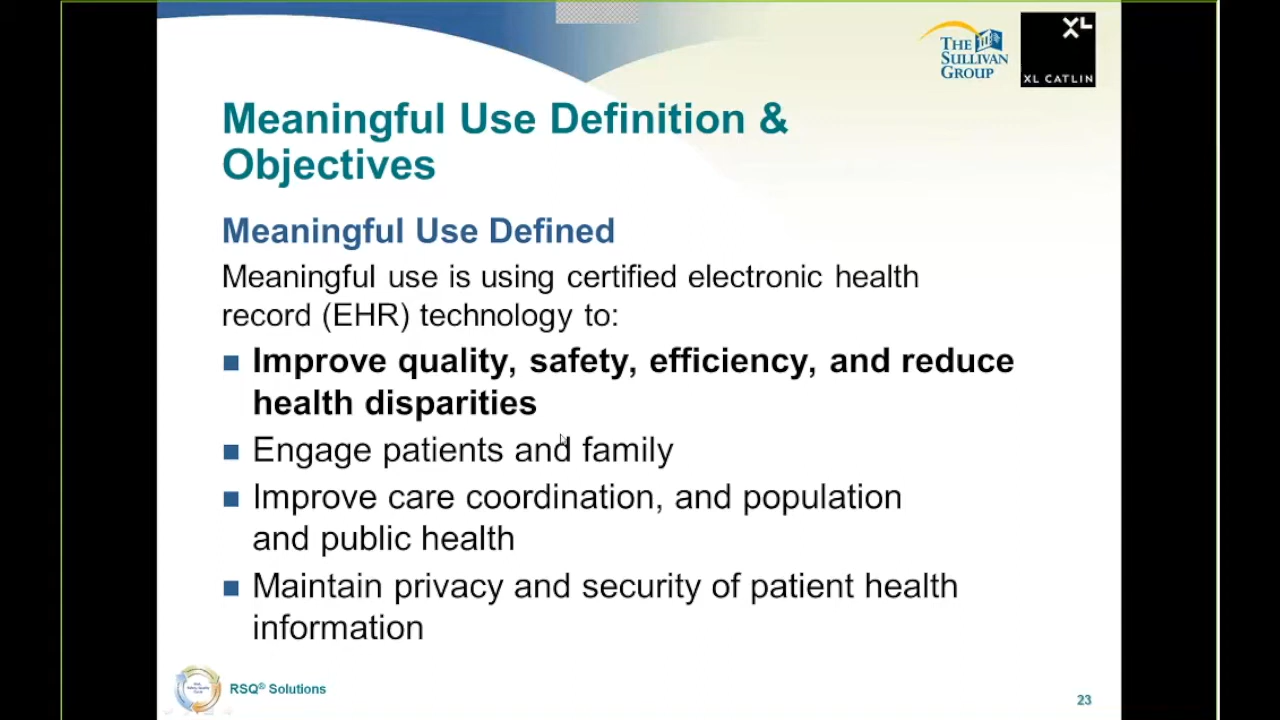 THE
SULLIVAN
GROUP
XL
XL CATLIN
Meaningful Use Definition &
Objectives
Meaningful Use Defined
Meaningful use is using certified electronic health
record (EHR) technology to:
Improve quality, safety, efficiency, and reduce
health disparities
Engage patients and family
Improve care coordination, and population
and public health
Maintain privacy and security of patient health
information
RSQ® Solutions
23